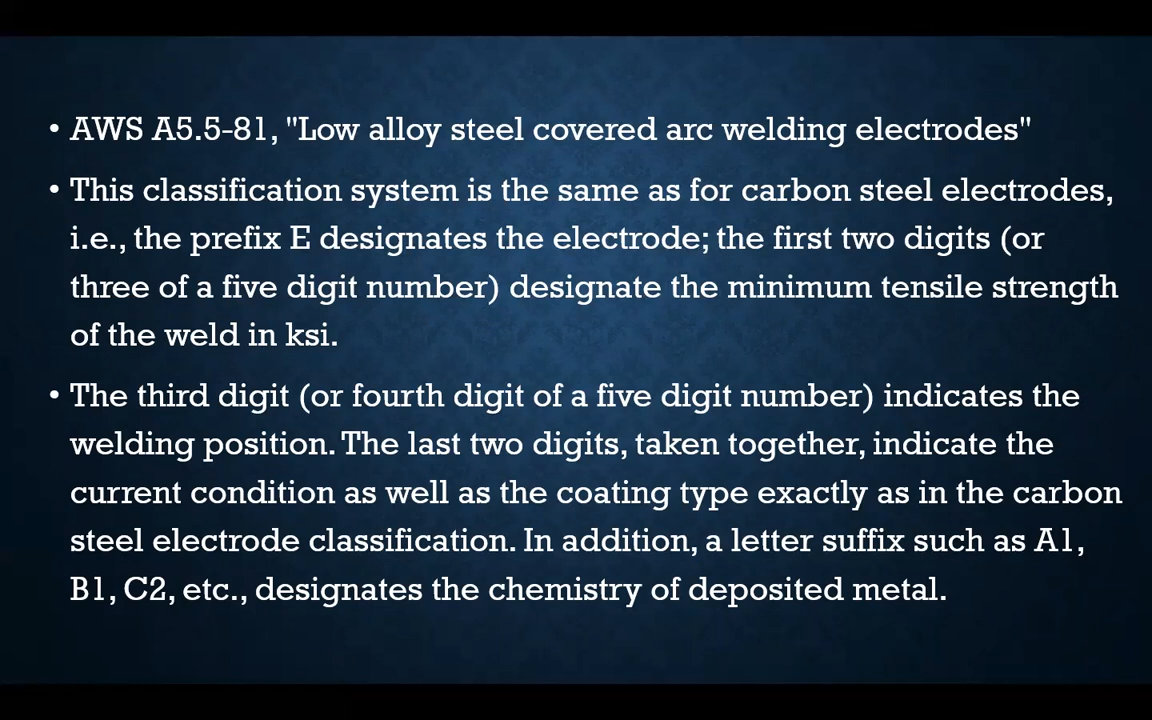 • AWS A5.5-81, "Low alloy steel covered arc welding electrodes"
• This classification system is the same as for carbon steel electrodes,
i.e., the prefix E designates the electrode; the first two digits (or
three of a five digit number) designate the minimum tensile strength
of the weld in ksi.
• The third digit (or fourth digit of a five digit number) indicates the
welding position. The last two digits, taken together, indicate the
current condition as well as the coating type exactly as in the carbon
steel electrode classification. In addition, a letter suffix such as A1,
B1, C2, etc., designates the chemistry of deposited metal.